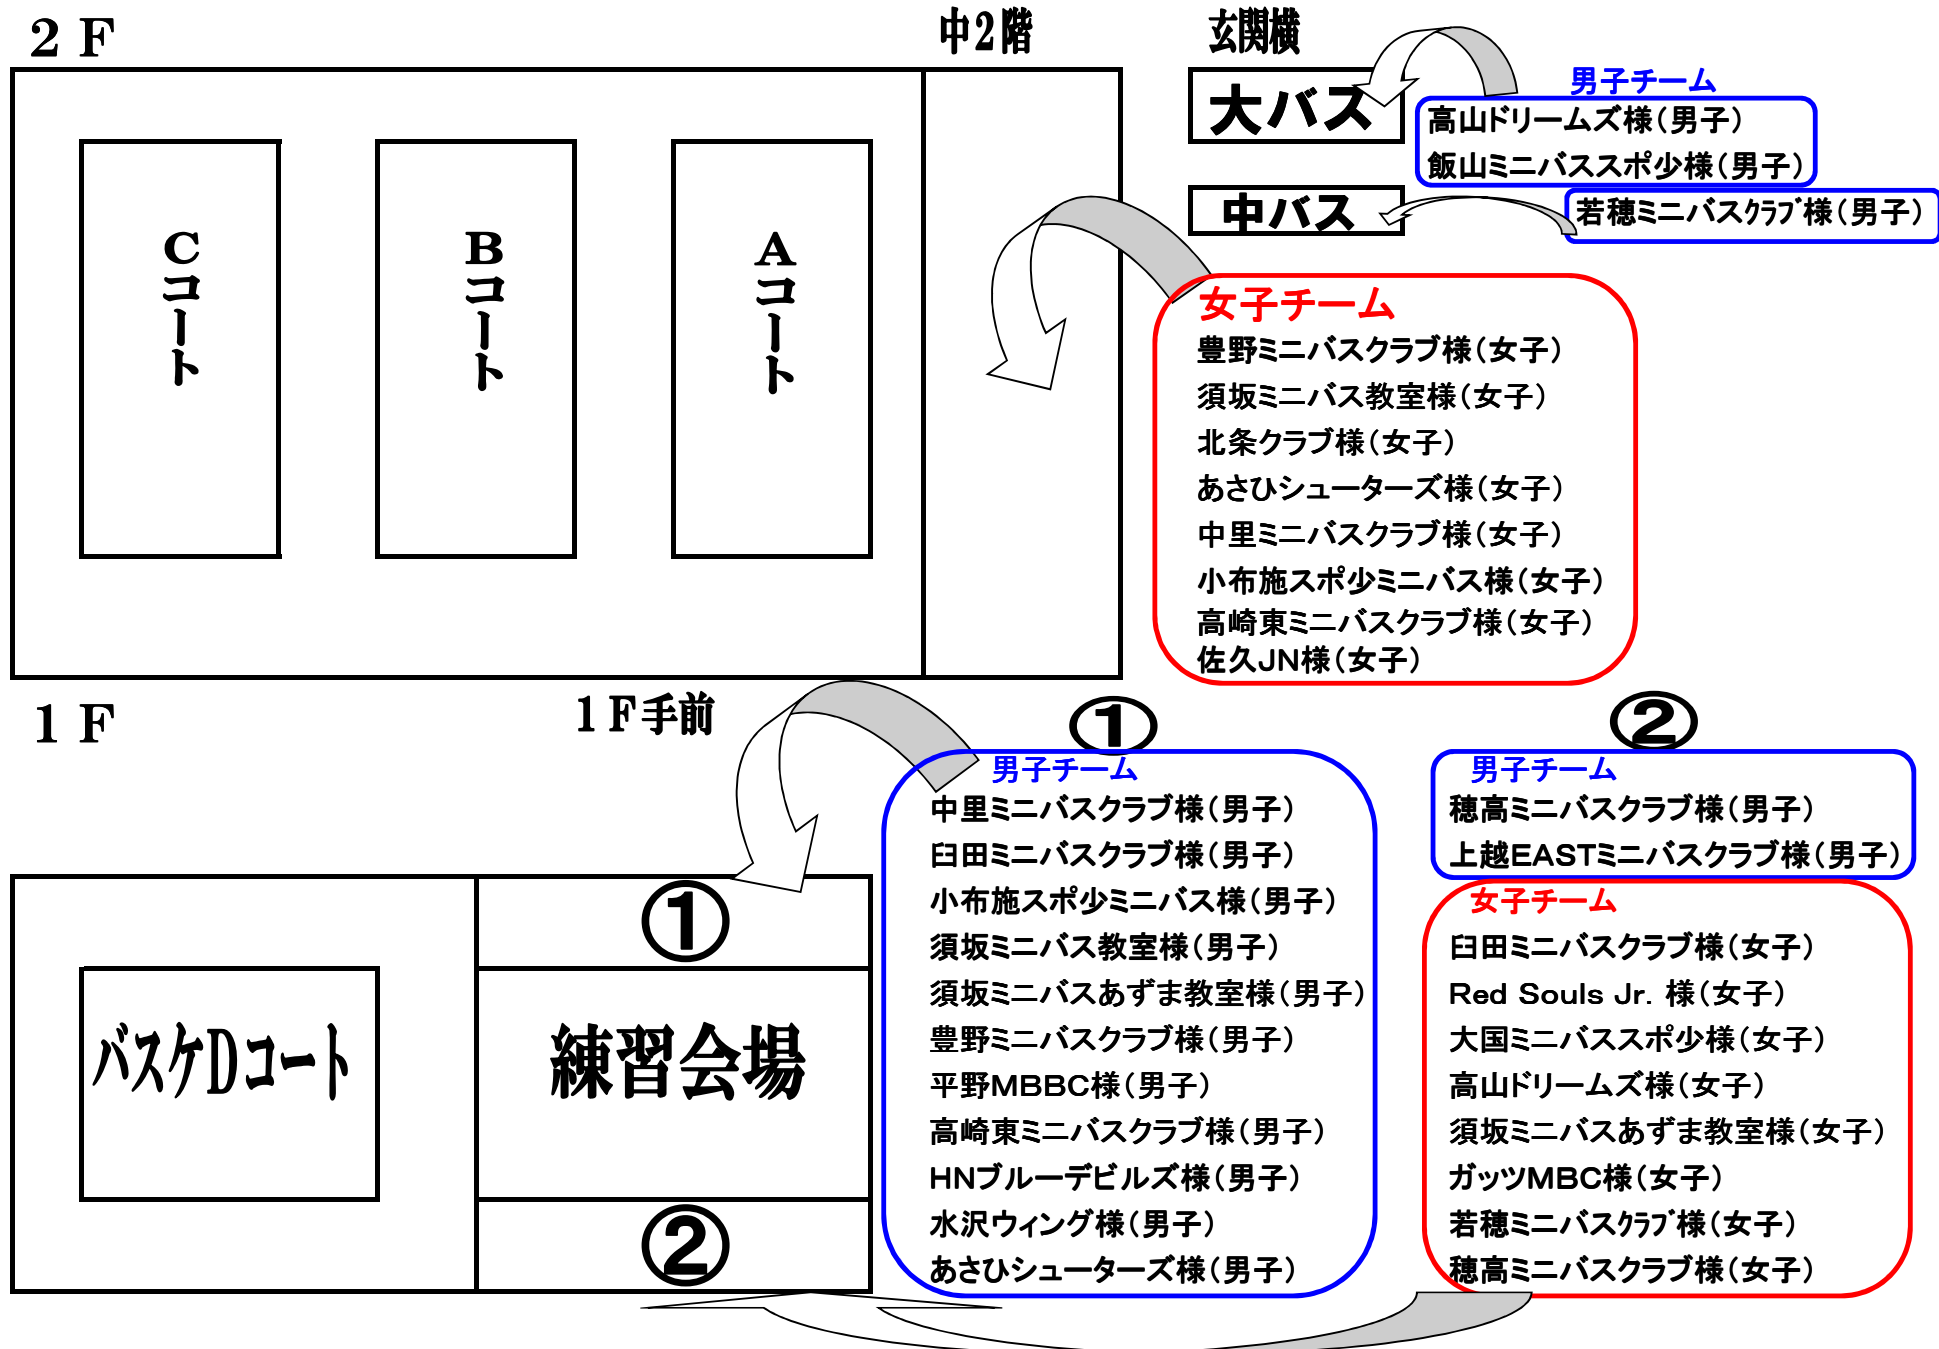 ２Ｆ
中2階
玄関横
大バス
男子チーム
高山ドリームズ様(男子)
飯山ミニバススポ少様(男子)
中バス
若穂ミニバスｸﾗﾌﾞ様(男子)
Cコート
Bコート
Aコート
女子チーム
豊野ミニバスクラブ様(女子)
須坂ミニバス教室様(女子)
北条クラブ様(女子)
あさひシューターズ様(女子)
中里ミニバスクラブ様(女子)
小布施スポ少ミニバス様(女子)
高崎東ミニバスクラブ様(女子)
佐久JN様(女子)
１Ｆ
１Ｆ手前
①
男子チーム
中里ミニバスクラブ様(男子)
臼田ミニバスクラブ様(男子)
小布施スポ少ミニバス様(男子)
須坂ミニバス教室様(男子)
須坂ミニバスあずま教室様(男子)
豊野ミニバスクラブ様(男子)
平野MBBC様(男子)
高崎東ミニバスクラブ様(男子)
HNブルーデビルズ様(男子)
水沢ウィング様(男子)
あさひシューターズ様(男子)
②
男子チーム
穂高ミニバスクラブ様(男子)
上越EASTミニバスクラブ様(男子)
女子チーム
臼田ミニバスクラブ様(女子)
Red Souls Jr. 様(女子)
大国ミニバススポ少様(女子)
高山ドリームズ様(女子)
須坂ミニバスあずま教室様(女子)
ガッツMBC様(女子)
若穂ミニバスｸﾗﾌﾞ様(女子)
穂高ミニバスクラブ様(女子)
①
バスケDコート
練習会場
②